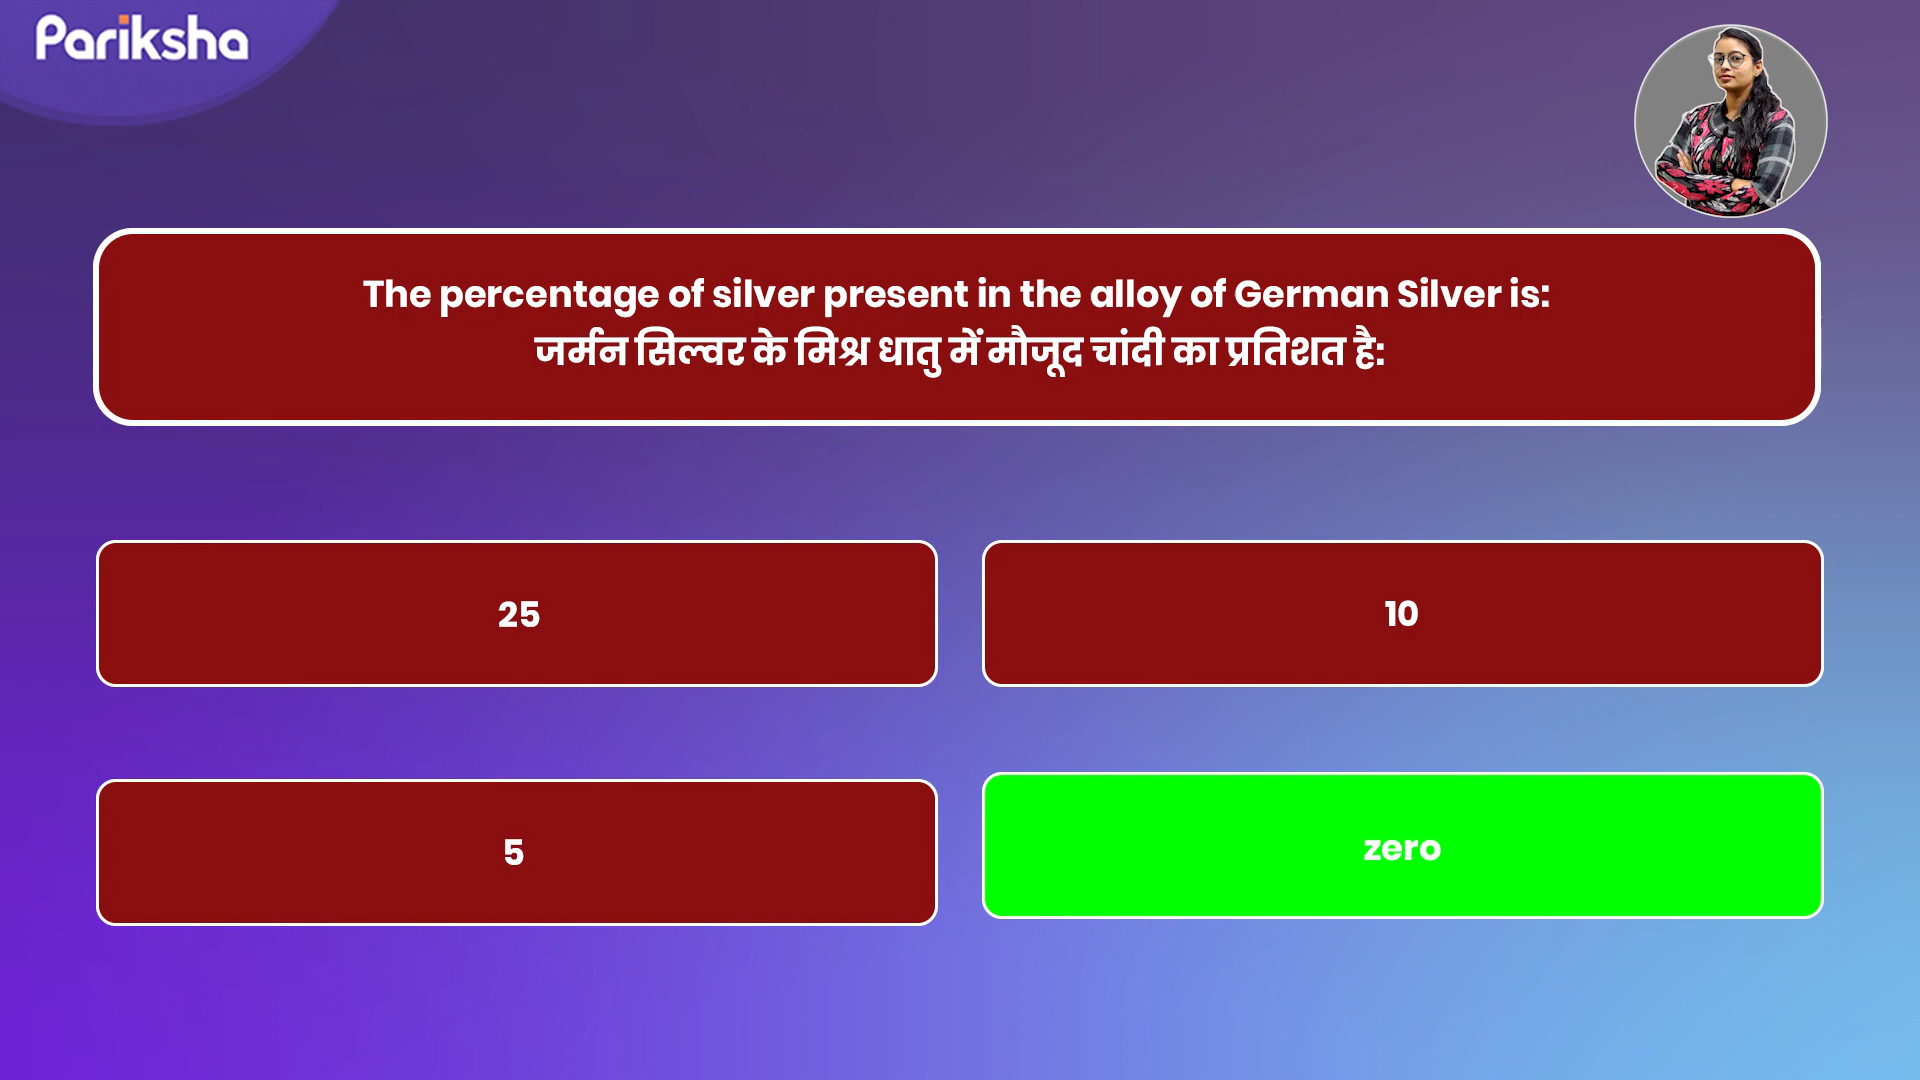 Pariksha
The percentage of silver present in the alloy of German Silver is:
जर्मन सिल्वर के मिश्र धातु में मौजूद चांदी का प्रतिशत है:
25
10
5
zero